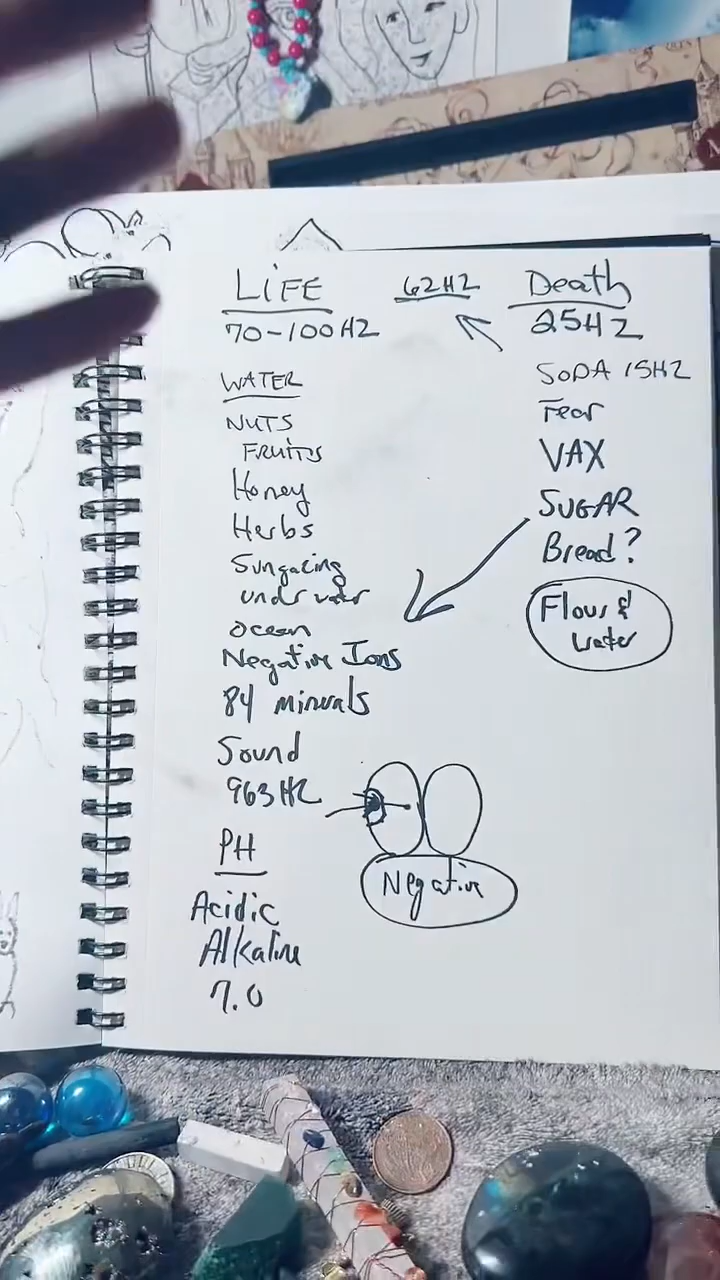 LIFE
70-100HZ
WATER
NUTS
FRUITS
Honey
Herbs
Sungazing
under water
ocean
Negative Ions
84 minerals
Sound
963HZ
PH
Acidic
Alkaline
7.0
62HZ
Negative
Death
25HZ
SODA 15HZ
Fear
VAX
SUGAR
Bread?
Flour &
water